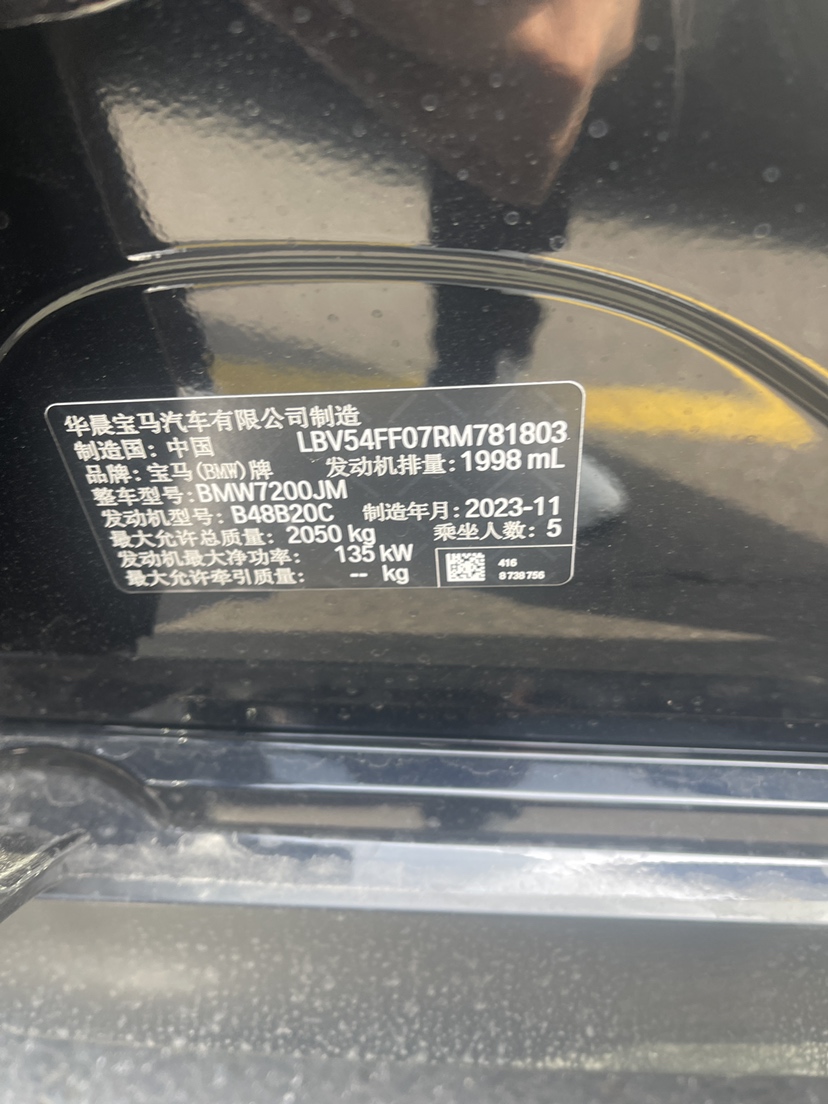 华晨宝马汽车有限公司制造
制造国: 中国 LBV54FF07RM781803
品牌: 宝马(BMW)牌 发动机排量: 1998 mL
整车型号: BMW7200JM
发动机型号: B48B20C 制造年月: 2023-11
最大允许总质量: 2050 kg 乘坐人数: 5
发动机最大净功率: 135 kW
最大允许牵引质量: -- kg
416
8 738 756